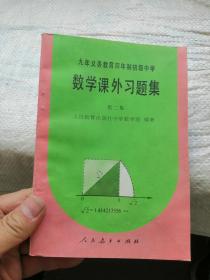 九年义务教育四年制初级中学
数学课外习题集
第二集
人民教育出版社中学数学室 编著
√2
√2=1.414213556…
人民教育出版社